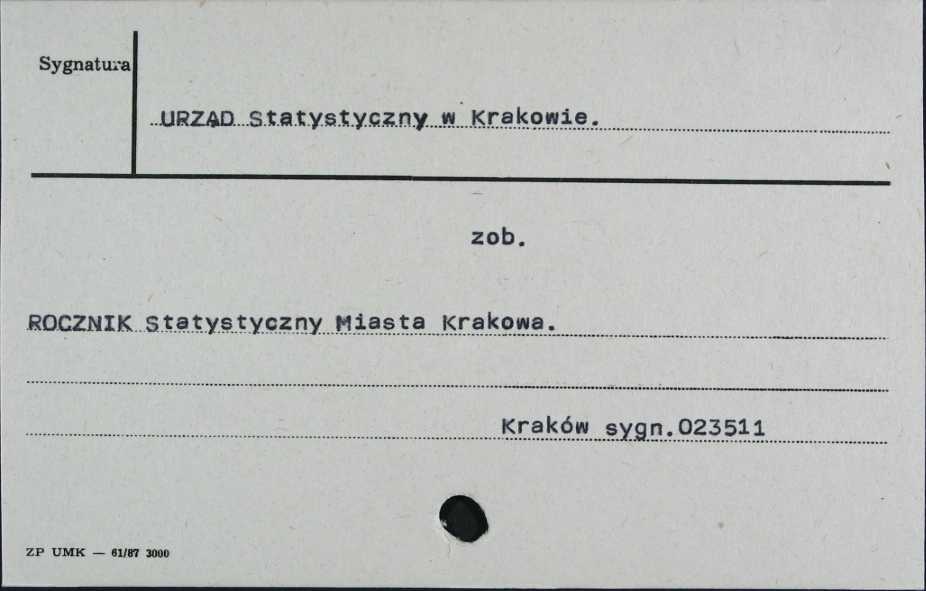 Sygnatura
URZĄD Statystyczny w Krakowie.
zob.
ROCZNIK Statystyczny Miasta Krakowa.
Kraków sygn.023511
ZP UMK — 61/87 3000